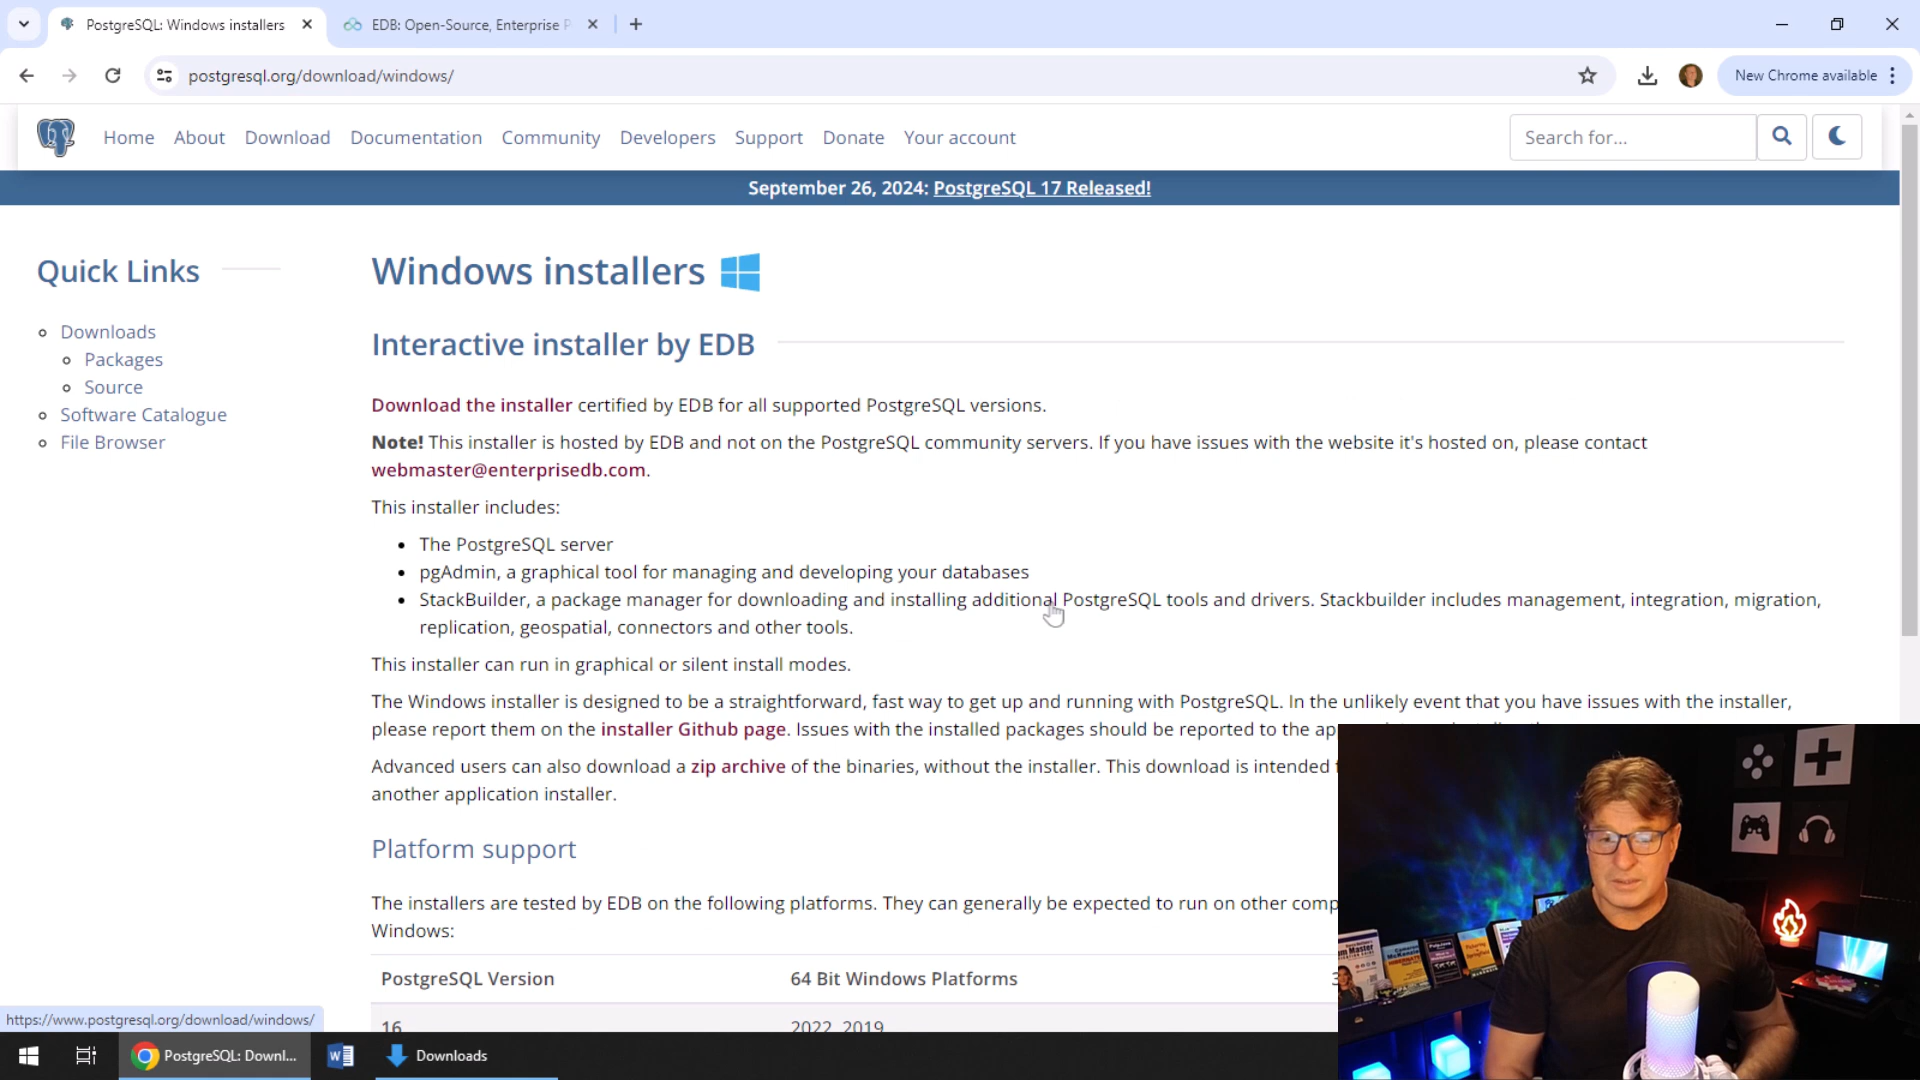 PostgreSQL: Windows installers
EDB: Open-Source, Enterprise P
postgresql.org/download/windows/
New Chrome available
Home About Download Documentation Community Developers Support Donate Your account
Search for...
September 26, 2024: PostgreSQL 17 Released!
Quick Links
Downloads
Packages
Source
Software Catalogue
File Browser
Windows installers
Interactive installer by EDB
Download the installer certified by EDB for all supported PostgreSQL versions.
Note! This installer is hosted by EDB and not on the PostgreSQL community servers. If you have issues with the website it's hosted on, please contact
webmaster@enterprisedb.com.
This installer includes:
The PostgreSQL server
pgAdmin, a graphical tool for managing and developing your databases
StackBuilder, a package manager for downloading and installing additional PostgreSQL tools and drivers. Stackbuilder includes management, integration, migration,
replication, geospatial, connectors and other tools.
This installer can run in graphical or silent install modes.
The Windows installer is designed to be a straightforward, fast way to get up and running with PostgreSQL. In the unlikely event that you have issues with the installer,
please report them on the installer Github page. Issues with the installed packages should be reported to the ap
Advanced users can also download a zip archive of the binaries, without the installer. This download is intended
another application installer.
Platform support
The installers are tested by EDB on the following platforms. They can generally be expected to run on other comp
Windows:
PostgreSQL Version 64 Bit Windows Platforms
16 2022, 2019
https://www.postgresql.org/download/windows/
PostgreSQL: Downl...
Downloads